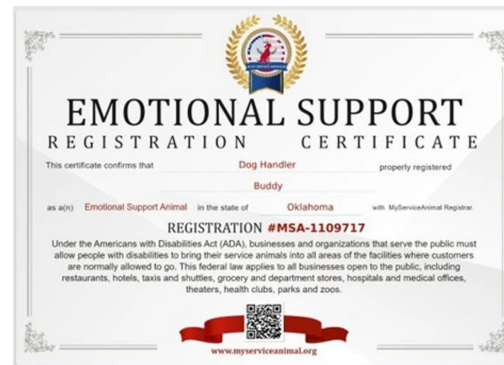 EMOTIONAL SUPPORT
REGISTRATION CERTIFICATE
This certificate confirms that Dog Handler properly registered
Buddy
as a(n) Emotional Support Animal in the state of Oklahoma with MyServiceAnimal Registrar.
REGISTRATION #MSA-1109717
Under the Americans with Disabilities Act (ADA), businesses and organizations that serve the public must
allow people with disabilities to bring their service animals into all areas of the facilities where customers
are normally allowed to go. This federal law applies to all businesses open to the public, including
restaurants, hotels, taxis and shuttles, grocery and department stores, hospitals and medical offices,
theaters, health clubs, parks and zoos.
www.myserviceanimal.org